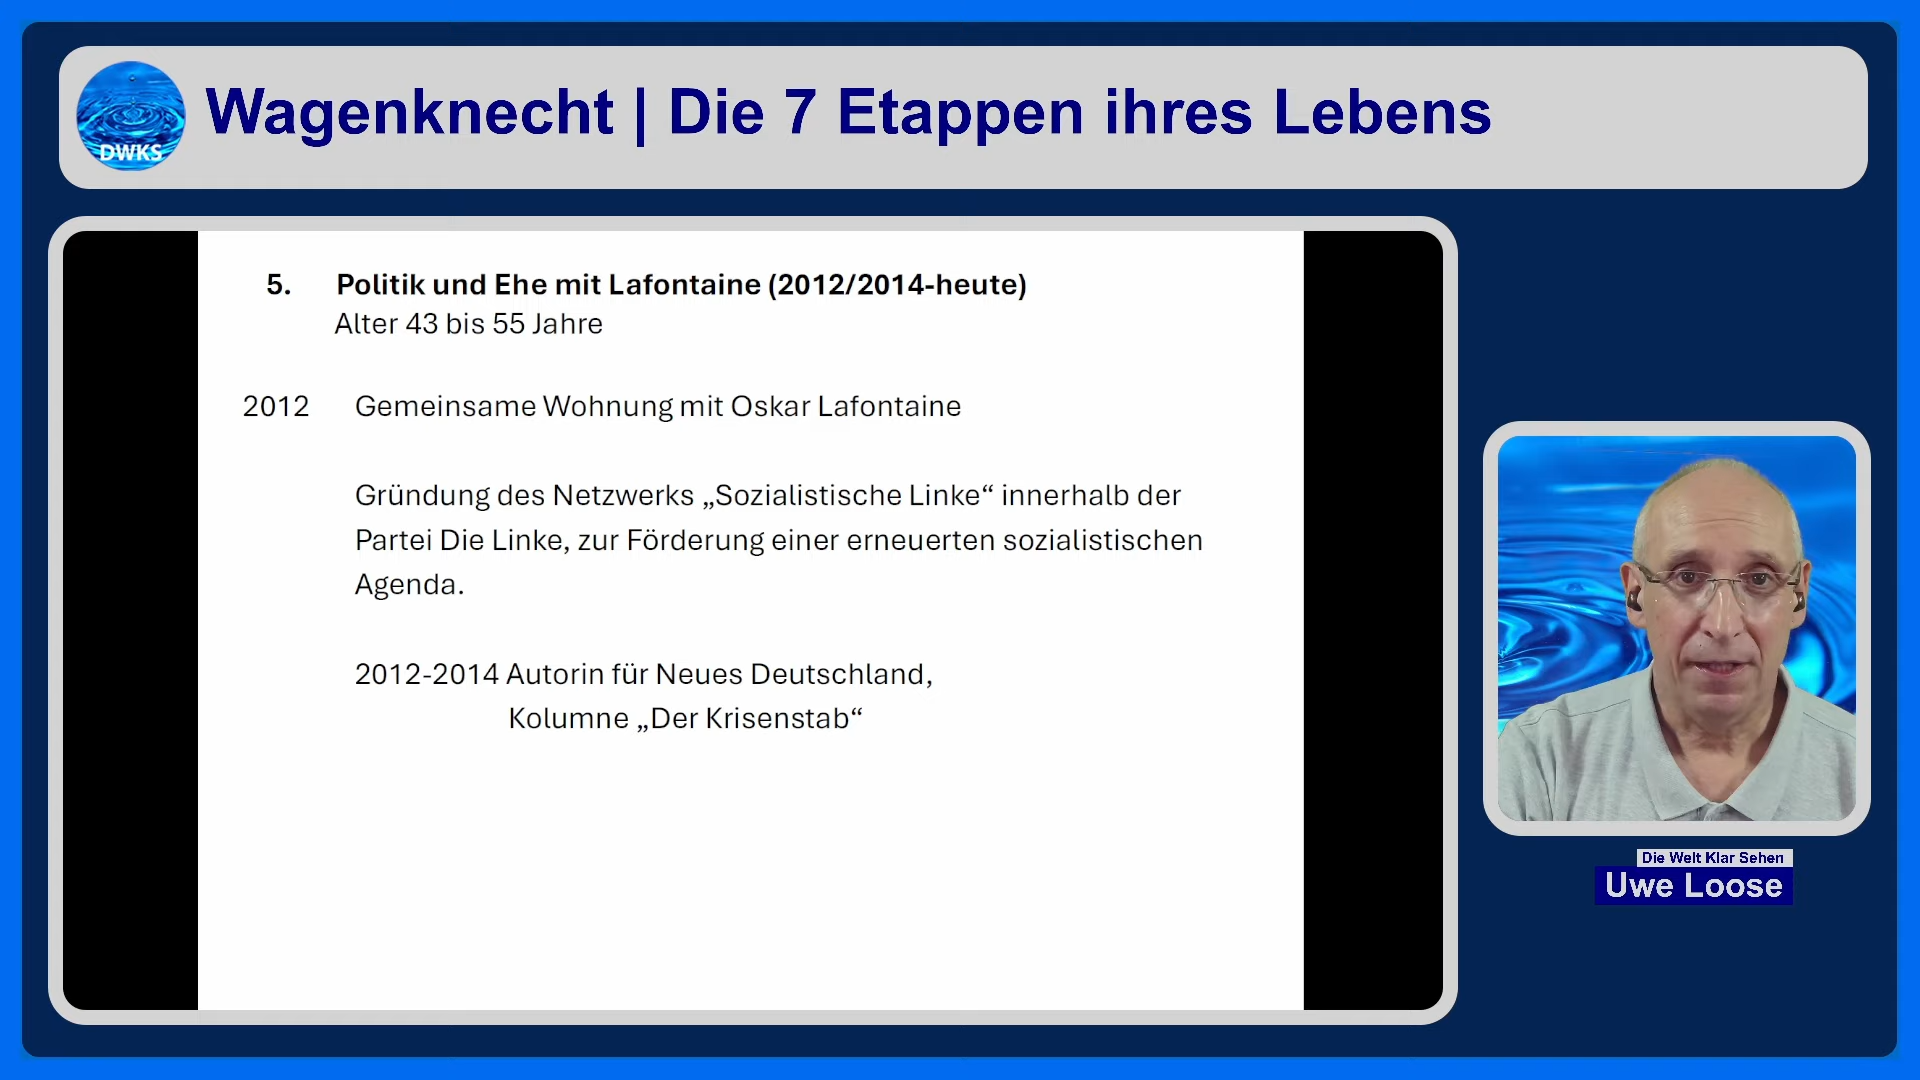 DWKS
Wagenknecht | Die 7 Etappen ihres Lebens
5. Politik und Ehe mit Lafontaine (2012/2014-heute)
Alter 43 bis 55 Jahre
2012 Gemeinsame Wohnung mit Oskar Lafontaine
Gründung des Netzwerks „Sozialistische Linke“ innerhalb der
Partei Die Linke, zur Förderung einer erneuerten sozialistischen
Agenda.
2012-2014 Autorin für Neues Deutschland,
Kolumne „Der Krisenstab“
Die Welt Klar Sehen
Uwe Loose